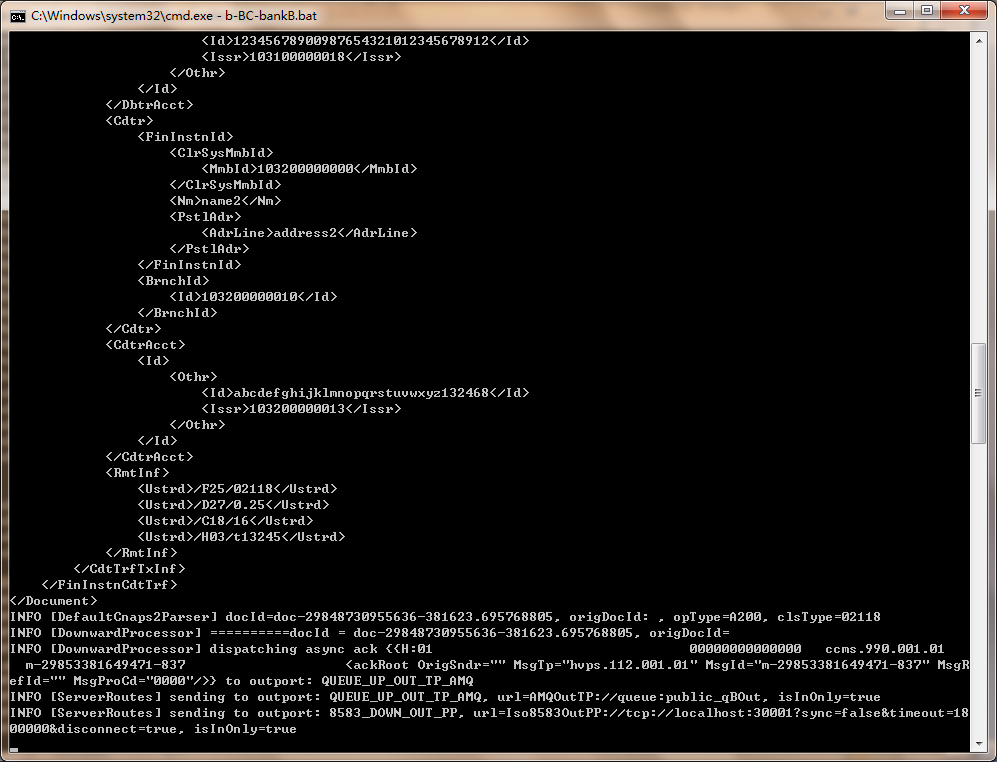 C:\Windows\system32\cmd.exe - b-BC-bankB.bat
                        <Id>12345678900987654321012345678912</Id>
                        <Issr>103100000018</Issr>
                    </Othr>
                </Id>
            </DbtrAcct>
            <Cdtr>
                <FinInstnId>
                    <ClrSysMmbId>
                        <MmbId>103200000000</MmbId>
                    </ClrSysMmbId>
                    <Nm>name2</Nm>
                    <PstlAdr>
                        <AdrLine>address2</AdrLine>
                    </PstlAdr>
                </FinInstnId>
                <BrnchId>
                    <Id>103200000010</Id>
                </BrnchId>
            </Cdtr>
            <CdtrAcct>
                <Id>
                    <Othr>
                        <Id>abcdefghijklmnopqrstuvwxyz132468</Id>
                        <Issr>103200000013</Issr>
                    </Othr>
                </Id>
            </CdtrAcct>
            <RmtInf>
                <Ustrd>/F25/02118</Ustrd>
                <Ustrd>/D27/0.25</Ustrd>
                <Ustrd>/C18/16</Ustrd>
                <Ustrd>/H03/t13245</Ustrd>
            </RmtInf>
        </CdtTrfTxInf>
    </FinInstnCdtTrf>
</Document>
INFO [DefaultCnaps2Parser] docId=doc-29848730955636-381623.695768805, origDocId: , opType=A200, clsType=02118
INFO [DownwardProcessor] ==========docId = doc-29848730955636-381623.695768805, origDocId=
INFO [DownwardProcessor] dispatching async ack <{H:01                                00000000000000   ccms.990.001.01
  m-29853381649471-837                    <ackRoot OrigSndr="" MsgTp="hvps.112.001.01" MsgId="m-29853381649471-837" MsgR
efId="" MsgProCd="0000"/>}> to outport: QUEUE_UP_OUT_TP_AMQ
INFO [ServerRoutes] sending to outport: QUEUE_UP_OUT_TP_AMQ, url=AMQOutTP://queue:public_qBOut, isInOnly=true
INFO [ServerRoutes] sending to outport: 8583_DOWN_OUT_PP, url=Iso8583OutPP://tcp://localhost:30001?sync=false&timeout=18
00000&disconnect=true, isInOnly=true